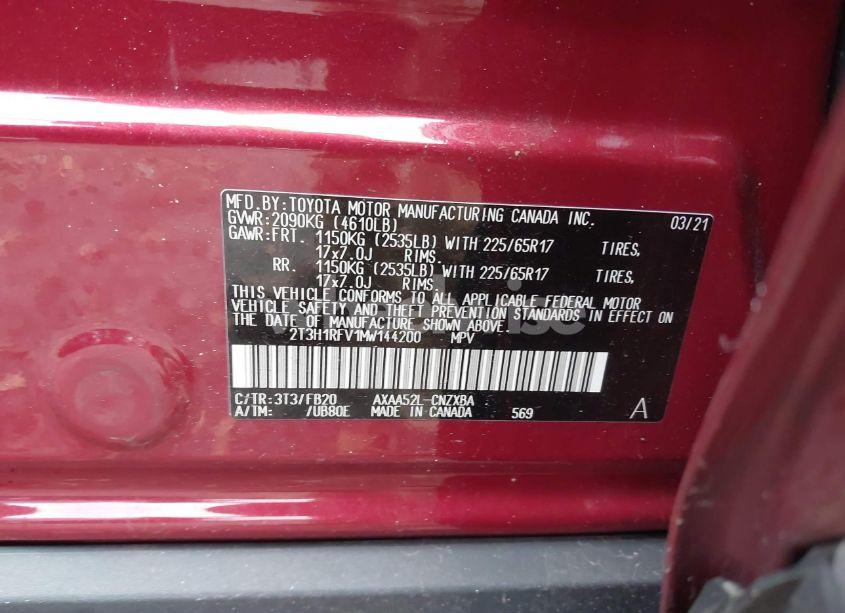 MFD.BY:TOYOTA MOTOR MANUFACTURING CANADA INC. 03/21
GVWR:2090KG (4610LB)
GAWR:FRT. 1150KG (2535LB) WITH 225/65R17 TIRES,
17x7.0J RIMS.
RR. 1150KG (2535LB) WITH 225/65R17 TIRES,
17x7.0J RIMS.
THIS VEHICLE CONFORMS TO ALL APPLICABLE FEDERAL MOTOR
VEHICLE SAFETY AND THEFT PREVENTION STANDARDS IN EFFECT ON
THE DATE OF MANUFACTURE SHOWN ABOVE.
2T3H1RFV1MW144200 MPV
C/TR:3T3/FB20 AXAA52L-CNZXBA
A/TM: /UB80E MADE IN CANADA 569 A